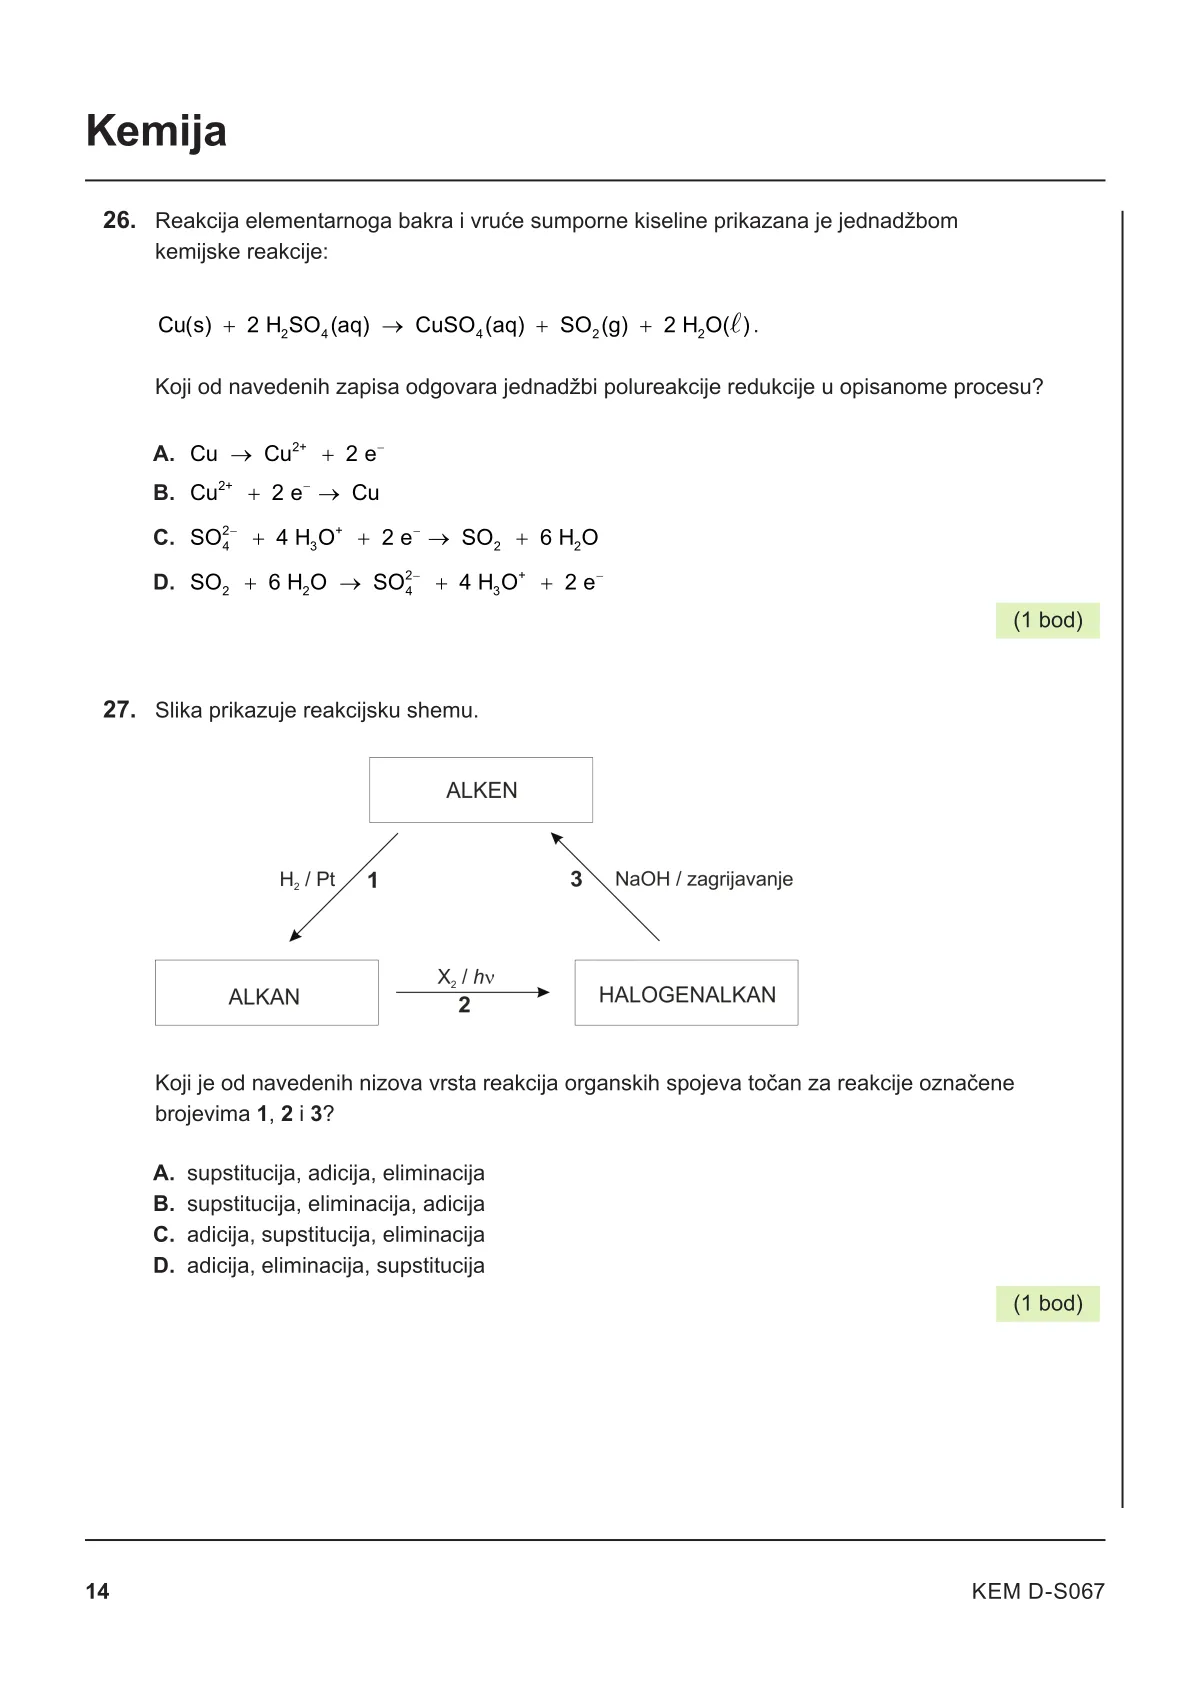 Kemija
26. Reakcija elementarnoga bakra i vruće sumporne kiseline prikazana je jednadžbom
kemijske reakcije:
Cu(s) + 2 H₂SO₄(aq) → CuSO₄(aq) + SO₂(g) + 2 H₂O(ℓ).
Koji od navedenih zapisa odgovara jednadžbi polureakcije redukcije u opisanome procesu?
A. Cu → Cu²⁺ + 2 e⁻
B. Cu²⁺ + 2 e⁻ → Cu
C. SO₄²⁻ + 4 H₃O⁺ + 2 e⁻ → SO₂ + 6 H₂O
D. SO₂ + 6 H₂O → SO₄²⁻ + 4 H₃O⁺ + 2 e⁻
(1 bod)
27. Slika prikazuje reakcijsku shemu.
ALKEN
H₂ / Pt 1 3 NaOH / zagrijavanje
X₂ / hν
ALKAN 2 HALOGENALKAN
Koji je od navedenih nizova vrsta reakcija organskih spojeva točan za reakcije označene
brojevima 1, 2 i 3?
A. supstitucija, adicija, eliminacija
B. supstitucija, eliminacija, adicija
C. adicija, supstitucija, eliminacija
D. adicija, eliminacija, supstitucija
(1 bod)
14 KEM D-S067